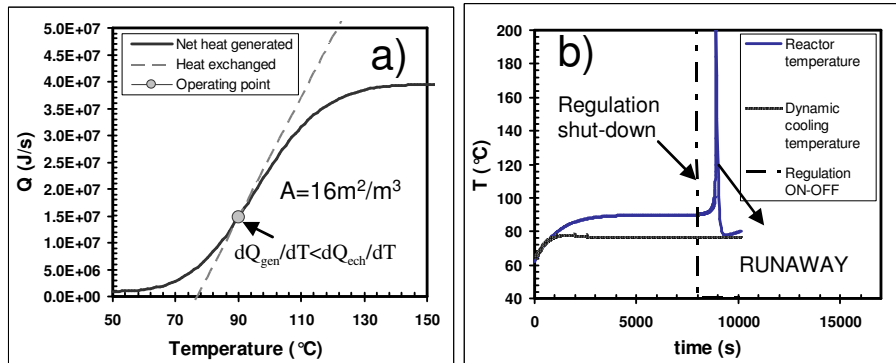 5.0E+07
4.5E+07
4.0E+07
3.5E+07
3.0E+07
2.5E+07
2.0E+07
1.5E+07
1.0E+07
5.0E+06
0.0E+00
Q (J/s)
Net heat generated
Heat exchanged
Operating point
a)
A=16m²/m³
dQgen/dT<dQech/dT
50 70 90 110 130 150
Temperature (°C)
200
180
160
140
120
100
80
60
40
T (°C)
b)
Regulation
shut-down
Reactor
temperature
Dynamic
cooling
temperature
Regulation
ON-OFF
RUNAWAY
0 5000 10000 15000
time (s)